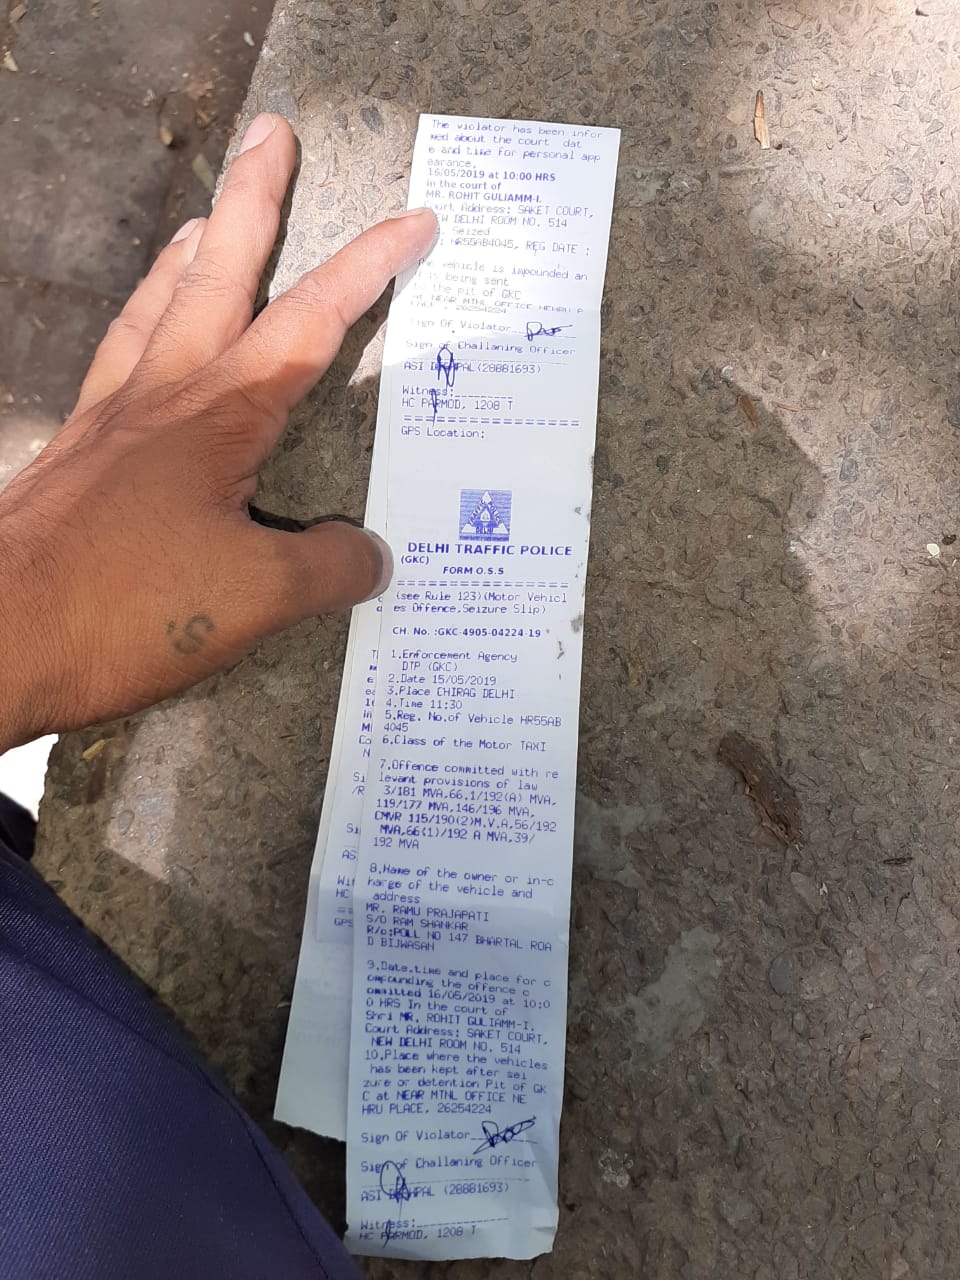 The violator has been infor
med about the court dat
e and time for personal app
earance.
16/05/2019 at 10:00 HRS
in the court of
MR. ROHIT GULIAMM-I.
Court Address: SAKET COURT,
NEW DELHI ROOM NO. 514
Seized
: HR55AB4045, REG DATE :
vehicle is impounded an
is being sent
to the pit of GKC
at NEAR MTNL OFFICE NEHRU P
26254224
Sign Of Violator
Sign of Challaning Officer
ASI PAL(28881693)
Witness:
HC PARMOD, 1208 T
GPS Location:
DELHI TRAFFIC POLICE
(GKC)
FORM O.S.S
(see Rule 123)(Motor Vehicl
es Offence,Seizure Slip)
CH. No. :GKC-4905-04224-19
1.Enforcement Agency
DTP (GKC)
2.Date 15/05/2019
3.Place CHIRAG DELHI
4.Time 11:30
5.Reg. No.of Vehicle HR55AB
4045
6.Class of the Motor TAXI
7.Offence committed with re
levant provisions of law
3/181 MVA,66.1/192(A) MVA,
119/177 MVA,146/196 MVA,
CMVR 115/190(2)M.V.A,56/192
MVA,66(1)/192 A MVA,39/
192 MVA
8.Name of the owner or in-c
harge of the vehicle and
address
MR. RAMU PRAJAPATI
S/O RAM SHANKAR
R/o:POLL NO 147 BHARTAL ROA
D BIJWASAN
9.Date,time and place for c
ompounding the offence c
ommitted 16/05/2019 at 10:0
0 HRS In the court of
Shri MR. ROHIT GULIAMM-I.
Court Address: SAKET COURT,
NEW DELHI ROOM NO. 514
10.Place where the vehicles
has been kept after sei
zure or detention Pit of GK
C at NEAR MTNL OFFICE NE
HRU PLACE, 26254224
Sign Of Violator
Sign of Challaning Officer
ASI PAL (28881693)
Witness:
HC PARMOD, 1208 T